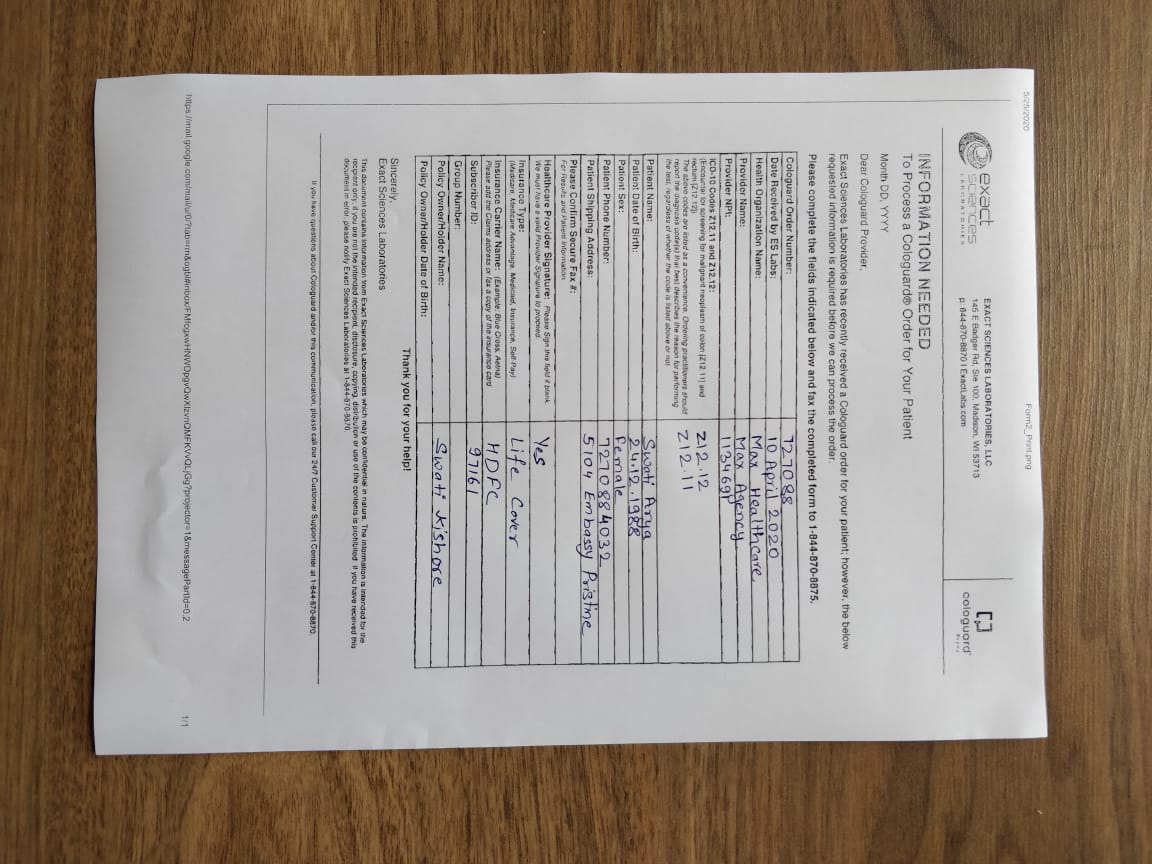 5/25/2020 Form2_Print.png
exact sciences
LABORATORIES
EXACT SCIENCES LABORATORIES, LLC
145 E Badger Rd, Ste 100, Madison, WI 53713
p: 844-870-8870 | ExactLabs.com
cologuard
INFORMATION NEEDED
To Process a Cologuard® Order for Your Patient
Month DD, YYYY
Dear Cologuard Provider,
Exact Sciences Laboratories has recently received a Cologuard order for your patient; however, the below
requested information is required before we can process the order.
Please complete the fields indicated below and fax the completed form to 1-844-870-8875.
Cologuard Order Number: 727088
Date Received by ES Labs: 10 April 2020
Health Organization Name: Max Healthcare
Provider Name: Max Agency
Provider NPI:
ICD-10 Codes Z12.11 and Z12.12: Z12.12
(Encounter for screening for malignant neoplasm of colon [Z12.11] and
rectum [Z12.12]) Z12.11
The above codes are listed as a convenience. Ordering practitioners should
report the diagnosis code(s) that best describes the reason for performing
the test, regardless of whether the code is listed above or not.
Patient Name: Swati Arya
Patient Date of Birth: 24.12.1988
Patient Sex: Female
Patient Phone Number: 7270884032
Patient Shipping Address: 5104 Embassy Pristine
Please Confirm Secure Fax #:
For Results and Patient Information
Healthcare Provider Signature: Please Sign this field if blank. Yes
We must have a valid Provider Signature to proceed
Insurance Type: Life Cover
(Medicare, Medicare Advantage, Medicaid, Insurance, Self-Pay)
Insurance Carrier Name: (Example: Blue Cross, Aetna) HDFC
Please add the Claims address or fax a copy of the insurance card
Subscriber ID: 97161
Group Number:
Policy Owner/Holder Name: Swati Kishore
Policy Owner/Holder Date of Birth:
Thank you for your help!
Sincerely,
Exact Sciences Laboratories
This document contains information from Exact Sciences Laboratories which may be confidential in nature. The information is intended for the
recipient only; if you are not the intended recipient, disclosure, copying, distribution or use of the contents is prohibited. If you have received this
document in error, please notify Exact Sciences Laboratories at 1-844-870-8870.
If you have questions about Cologuard and/or this communication, please call our 24/7 Customer Support Center at 1-844-870-8870.
1/1